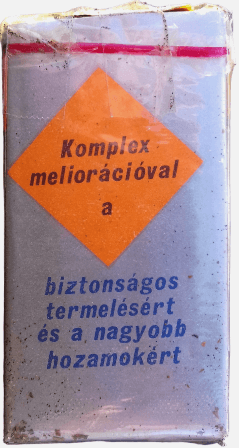 Komplex
meliorációval
a
biztonságos
termelésért
és a nagyobb
hozamokért